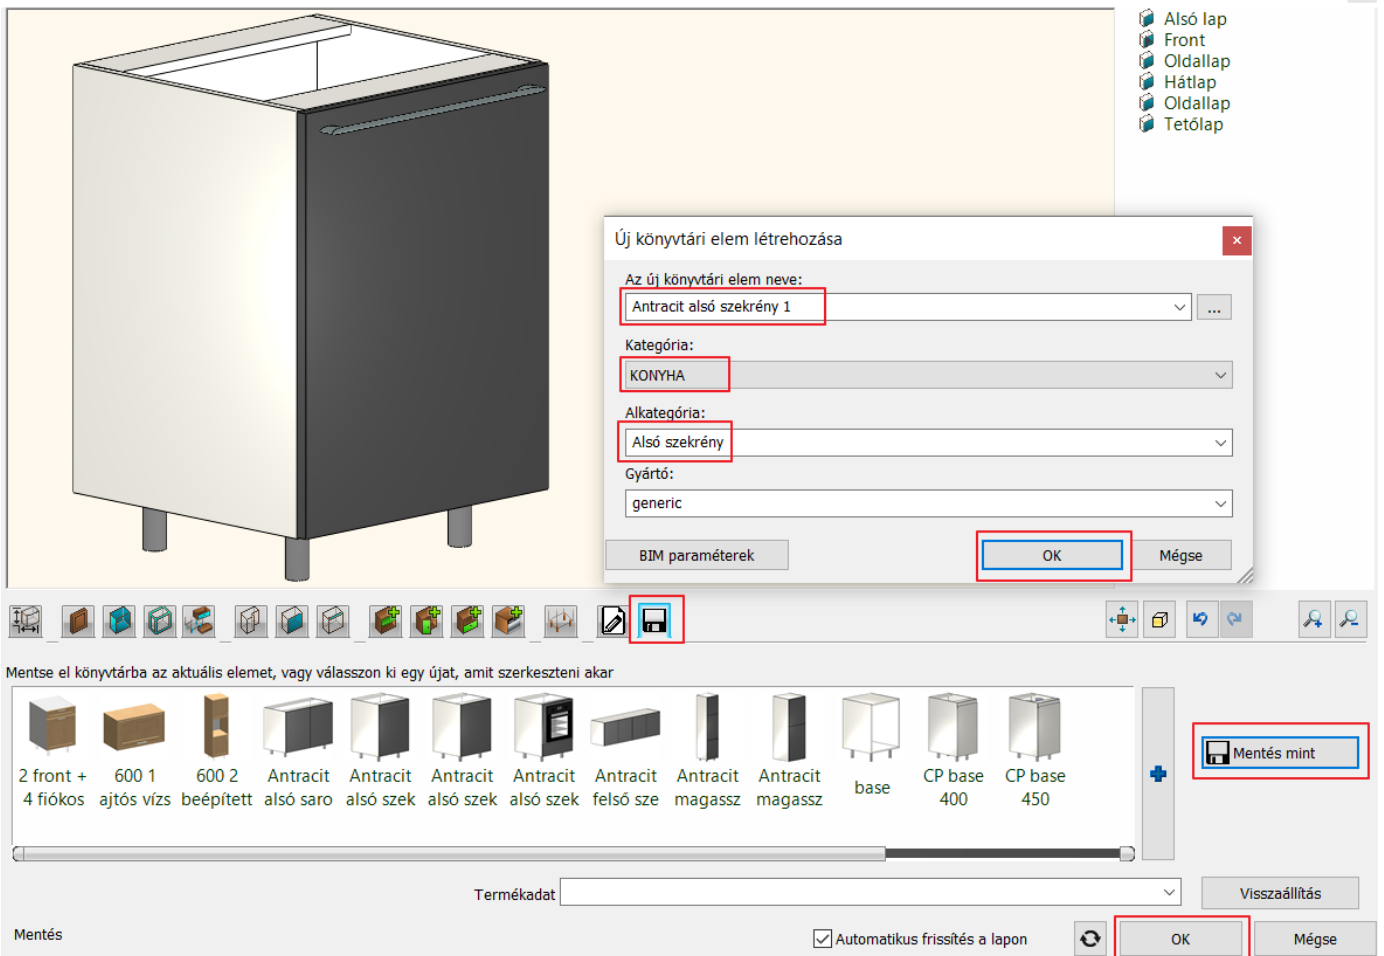 Alsó lap
Front
Oldallap
Hátlap
Oldallap
Tetőlap
Új könyvtári elem létrehozása
Az új könyvtári elem neve:
Antracit alsó szekrény 1
...
Kategória:
KONYHA
Alkategória:
Alsó szekrény
Gyártó:
generic
BIM paraméterek
OK
Mégse
Mentse el könyvtárba az aktuális elemet, vagy válasszon ki egy újat, amit szerkeszteni akar
2 front + 600 1 600 2 Antracit Antracit Antracit Antracit Antracit Antracit Antracit base CP base CP base
4 fiókos ajtós vízs beépített alsó saro alsó szek alsó szek alsó szek felső sze magassz magassz 400 450
Mentés mint
Termékadat
Visszaállítás
Mentés
Automatikus frissítés a lapon
OK
Mégse